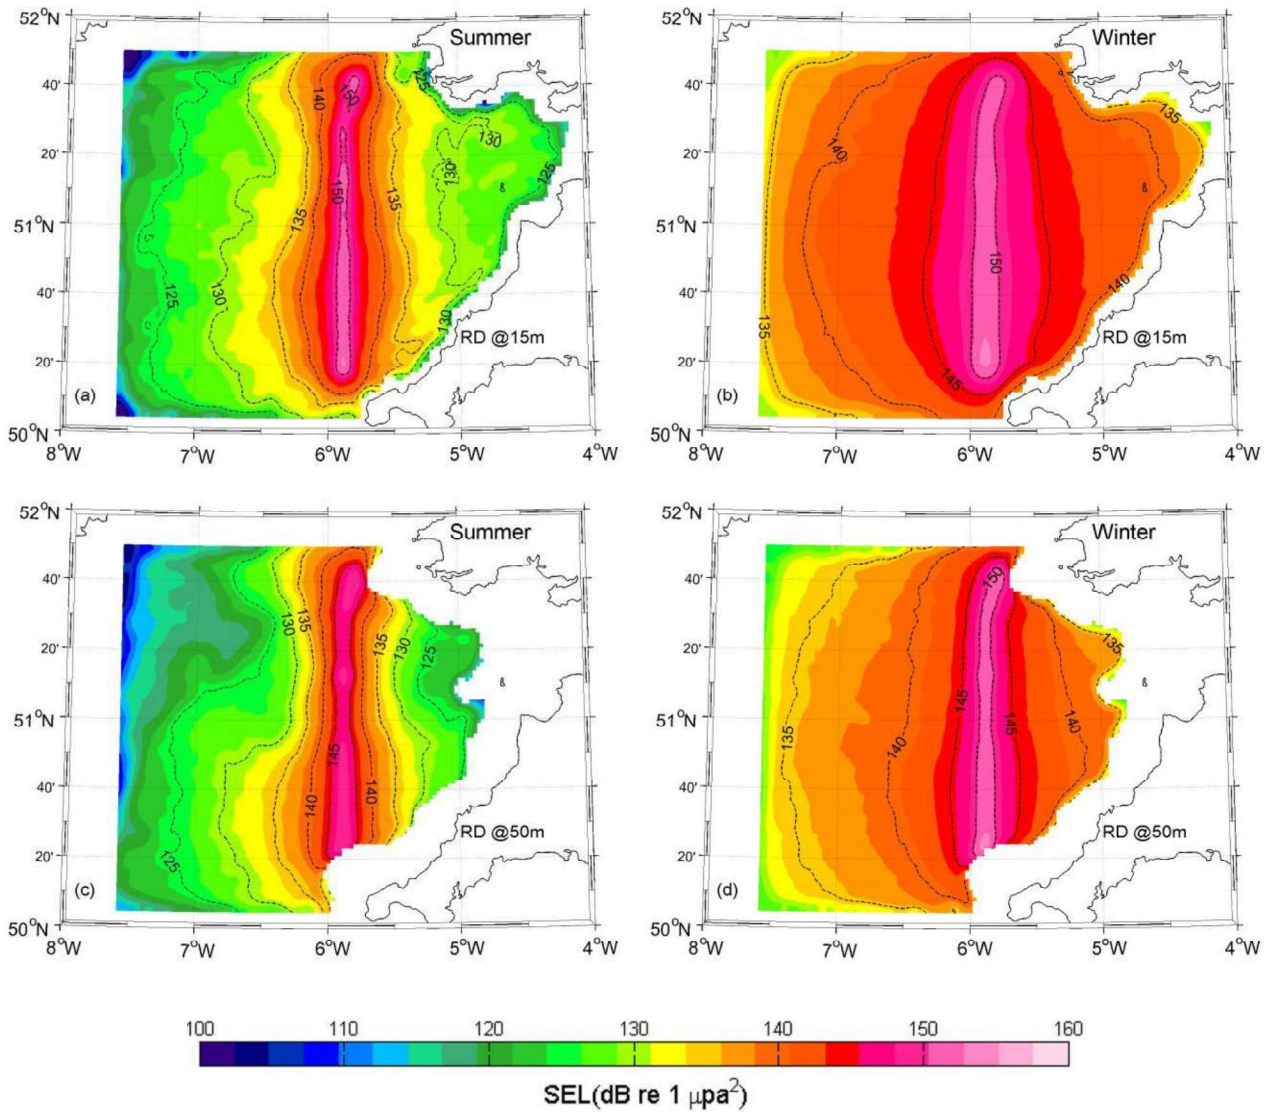 52°N
Summer
40'
20'
51°N
40'
20'
50°N
8°W
7°W
6°W
5°W
4°W
125
130
135
140
150
150
135
125
130
130
125
130
RD @15m
(a)
Winter
40'
20'
51°N
40'
20'
50°N
52°N
8°W
7°W
6°W
5°W
4°W
135
140
150
145
140
135
RD @15m
(b)
52°N
Summer
40'
20'
51°N
40'
20'
50°N
8°W
7°W
6°W
5°W
4°W
125
130
135
140
145
140
135
130
125
RD @50m
(c)
52°N
Winter
40'
20'
51°N
40'
20'
50°N
8°W
7°W
6°W
5°W
4°W
135
140
145
150
145
140
135
RD @50m
(d)
100 110 120 130 140 150 160
SEL(dB re 1 μpa²)